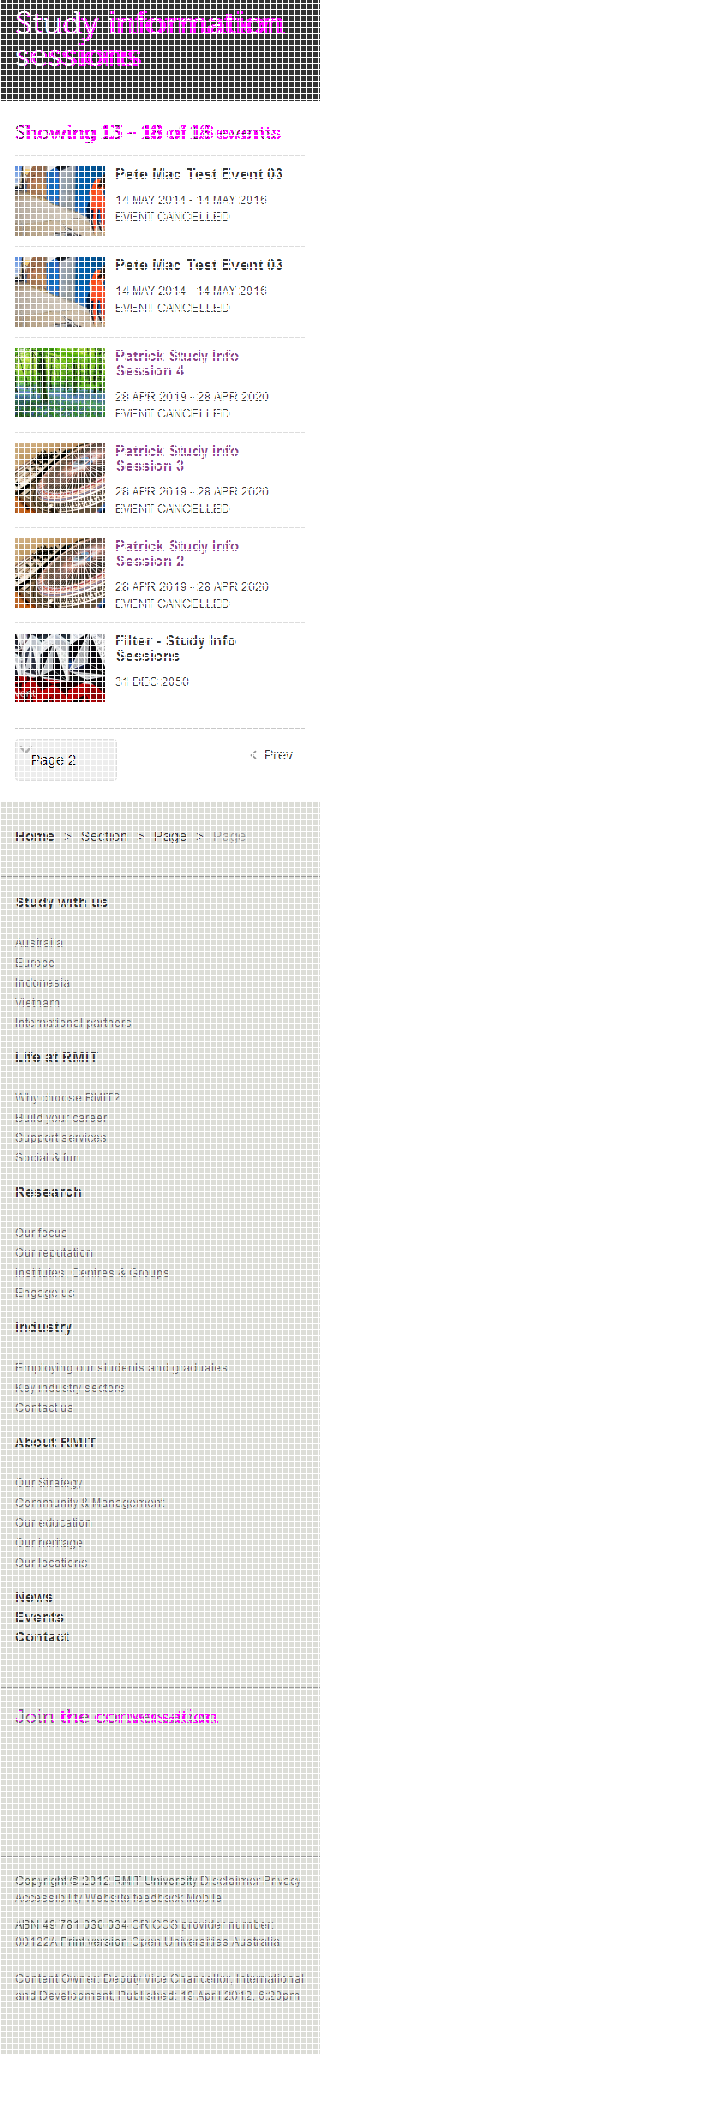 Study information
sessions
Showing 13 - 18 of 18 events
Pete Mac Test Event 03
14 MAY 2014 - 14 MAY 2016
EVENT CANCELLED
Pete Mac Test Event 03
14 MAY 2014 - 14 MAY 2016
EVENT CANCELLED
Patrick Study Info
Session 4
28 APR 2019 - 28 APR 2020
EVENT CANCELLED
Patrick Study Info
Session 3
28 APR 2019 - 28 APR 2020
EVENT CANCELLED
Patrick Study Info
Session 2
28 APR 2019 - 28 APR 2020
EVENT CANCELLED
Filter - Study Info
Sessions
31 DEC 2050
Page 2
Prev
Home > Section > Page > Page
Study with us
Australia
Europe
Indonesia
Vietnam
International partners
Life at RMIT
Why choose RMIT?
Build your career
Support services
Social & fun
Research
Our focus
Our reputation
Institutes, Centres & Groups
Engage us
Industry
Employing our students and graduates
Key industry sectors
Contact us
About RMIT
Our Strategy
Community & Management
Our education
Our heritage
Our locations
News
Events
Contact
Join the conversation
Copyright © 2012 RMIT University Disclaimer Privacy
Accessibility Website feedback Mobile
ABN 49 781 030 034 CRICOS provider number:
00122A Print version Open Universities Australia
Content Owner: Deputy Vice Chancellor, International
and Development, Published: 19 April 2012, 6:20pm